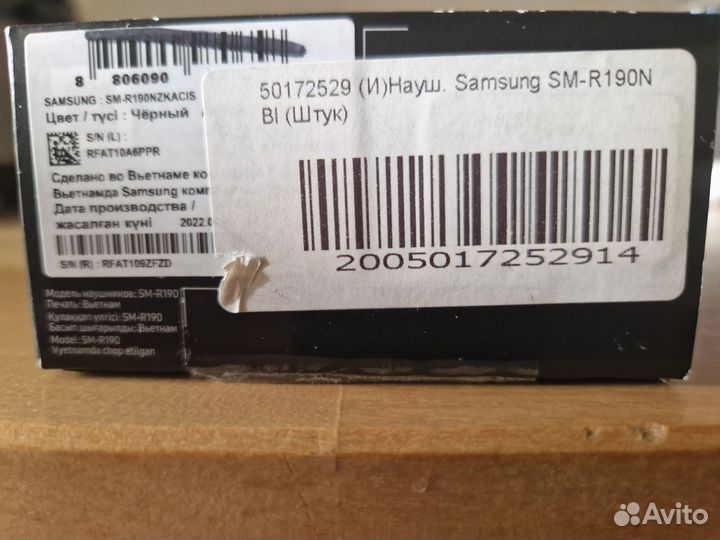 8 806090
SAMSUNG : SM-R190NZKACIS
Цвет / түсі : Чёрный
S/N (L) :
RFAT10A6PPR
Сделано во Вьетнаме
Вьетнамда Samsung
Дата производства /
жасалған күні 2022.0
S/N (R) : RFAT109ZFZD
50172529 (И)Науш. Samsung SM-R190N
BI (Штук)
2005017252914
Модель наушников: SM-R190
Печать: Вьетнам
Құлаққап үлгісі: SM-R190
Басып шығарылды: Вьетнам
Model: SM-R190
Vyetnamda chop etilgan
Avito